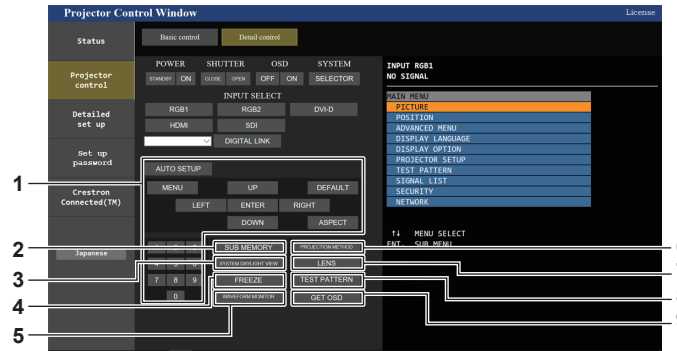 Projector Control Window
License
Status
Projector
control
Detailed
set up
Set up
password
Crestron
Connected(TM)
Japanese
Basic control
Detail control
POWER SHUTTER OSD SYSTEM
STANDBY ON CLOSE OPEN OFF ON SELECTOR
INPUT SELECT
RGB1 RGB2 DVI-D
HDMI SDI
DIGITAL LINK
AUTO SETUP
MENU UP DEFAULT
LEFT ENTER RIGHT
DOWN ASPECT
SUB MEMORY PROJECTION METHOD
SYSTEM DAYLIGHT VIEW LENS
7 8 9 FREEZE TEST PATTERN
0 WAVEFORM MONITOR GET OSD
INPUT RGB1
NO SIGNAL
MAIN MENU
PICTURE
POSITION
ADVANCED MENU
DISPLAY LANGUAGE
DISPLAY OPTION
PROJECTOR SETUP
TEST PATTERN
SIGNAL LIST
SECURITY
NETWORK
↑↓ MENU SELECT
ENT. SUB MENU
1
2
3
4
5